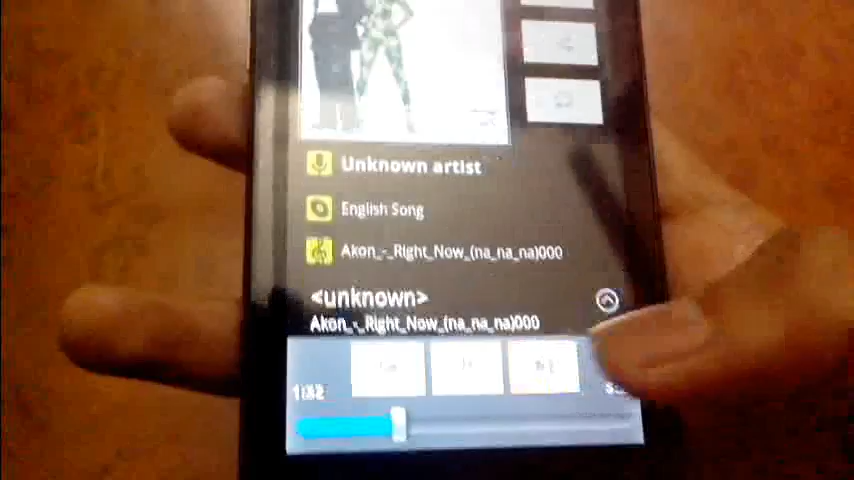 Unknown artist
English Song
Akon_-_Right_Now_(na_na_na)000
<unknown>
Akon_-_Right_Now_(na_na_na)000